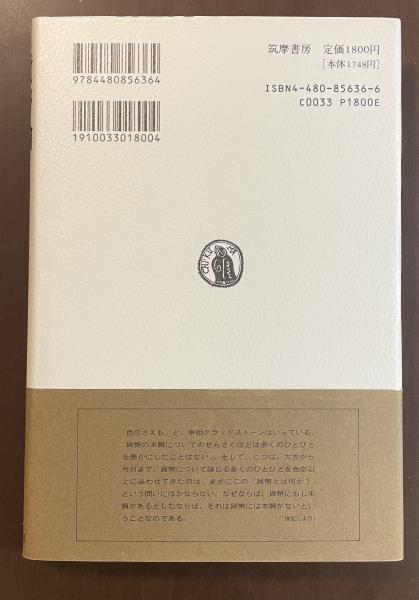 筑摩書房 定価1800円
[本体1748円]
9784480856364
ISBN4-480-85636-6
C0033 P1800E
1910033018004
CHIKUMA
色恋さえも、と、宰相グラッドストーンはいっている、
「貨幣の本質についてのせんさくほどは多くのひとびと
を愚かにしたことはない」。そして、じつは、太古から
今日まで、貨幣について論じる多くのひとびとを色恋以
上に迷わせてきたのは、まさにこの「貨幣とは何か？」
という問いにほかならない。なぜならば、貨幣にもし本
質があるとしたならば、それは貨幣には本質がないとい
うことなのである。
(「後記」より)